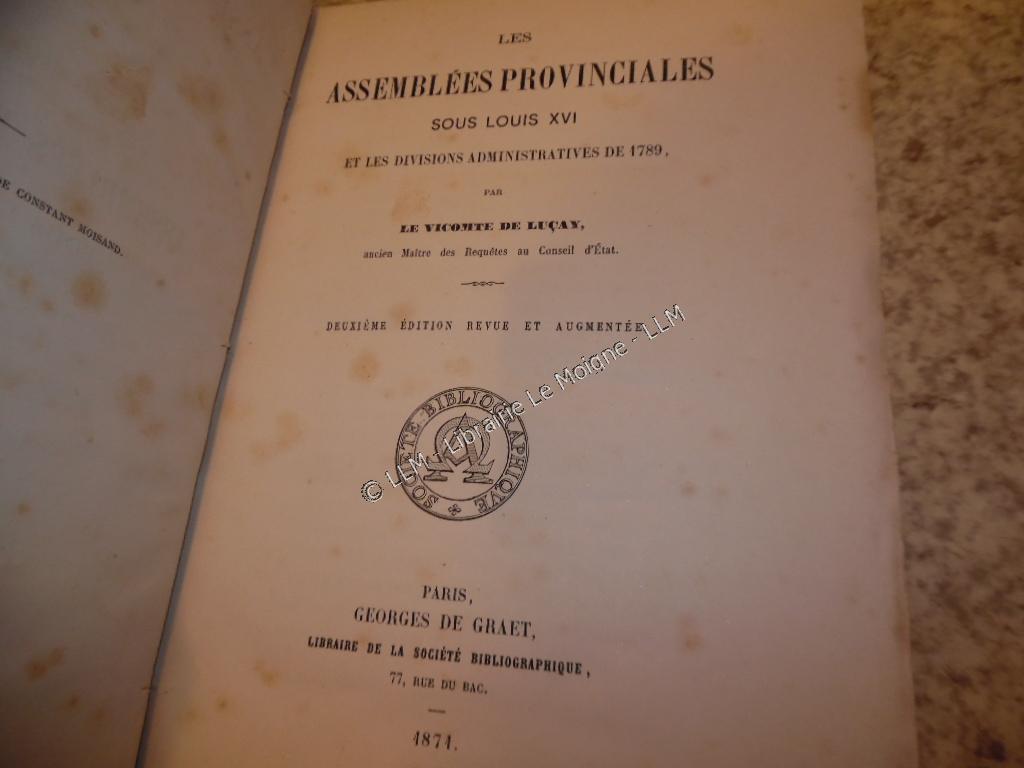 DE CONSTANT MOISAND.
LES
ASSEMBLÉES PROVINCIALES
SOUS LOUIS XVI
ET LES DIVISIONS ADMINISTRATIVES DE 1789,
PAR
LE VICOMTE DE LUÇAY,
ancien Maître des Requêtes au Conseil d'État.
DEUXIÈME ÉDITION REVUE ET AUGMENTÉE
SOCIÉTÉ BIBLIOGRAPHIQVE
© LLM - Librairie Le Moigne - LLM
PARIS,
GEORGES DE GRAET,
LIBRAIRE DE LA SOCIÉTÉ BIBLIOGRAPHIQUE,
77, RUE DU BAC.
1871.